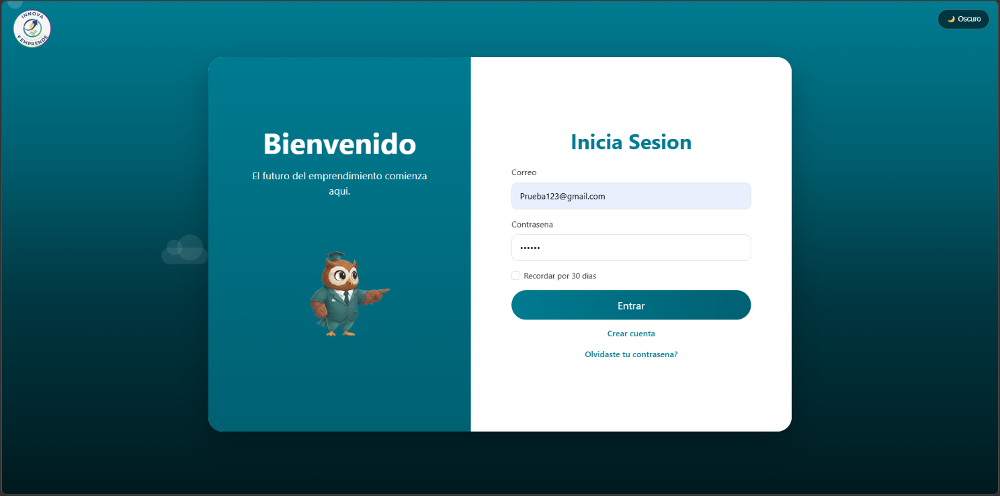 INNOVA
Y EMPRENDE
🌙 Oscuro
Bienvenido
El futuro del emprendimiento comienza
aqui.
Inicia Sesion
Correo
Prueba123@gmail.com
Contrasena
••••••
Recordar por 30 dias
Entrar
Crear cuenta
Olvidaste tu contrasena?